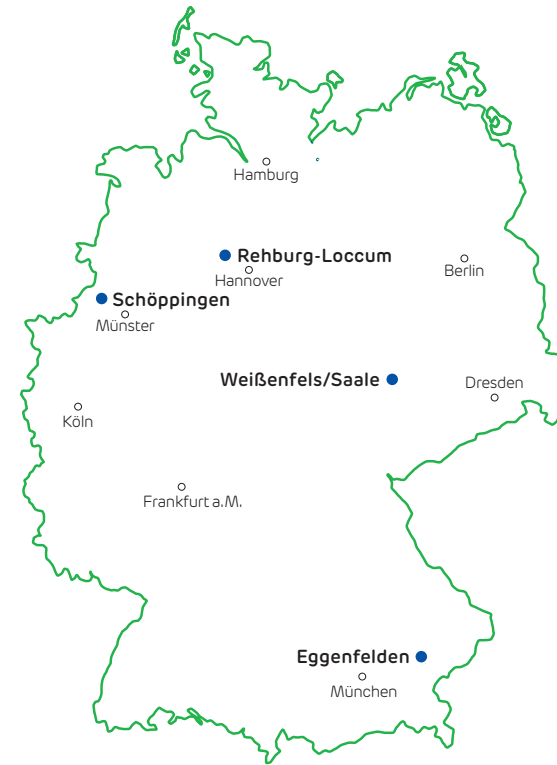 Hamburg
Rehburg-Loccum
Hannover
Berlin
Schöppingen
Münster
Weißenfels/Saale
Dresden
Köln
Frankfurt a.M.
Eggenfelden
München